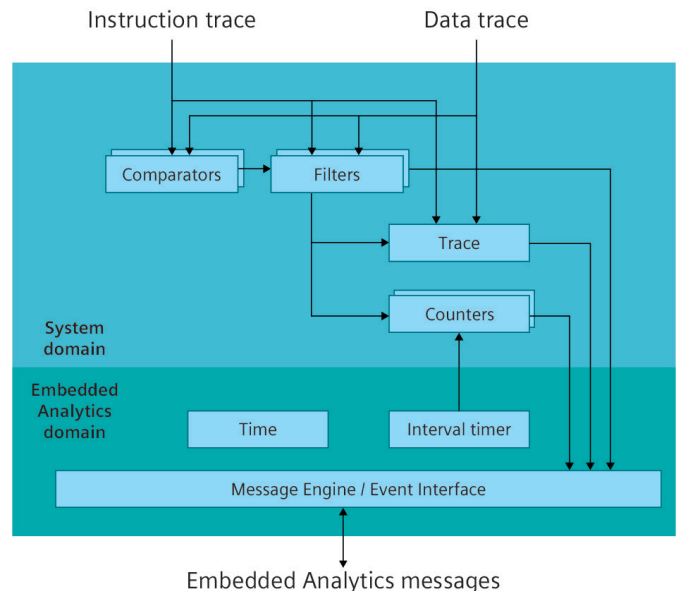 Instruction trace
Data trace
Comparators
Filters
Trace
Counters
System
domain
Embedded
Analytics
domain
Time
Interval timer
Message Engine / Event Interface
Embedded Analytics messages